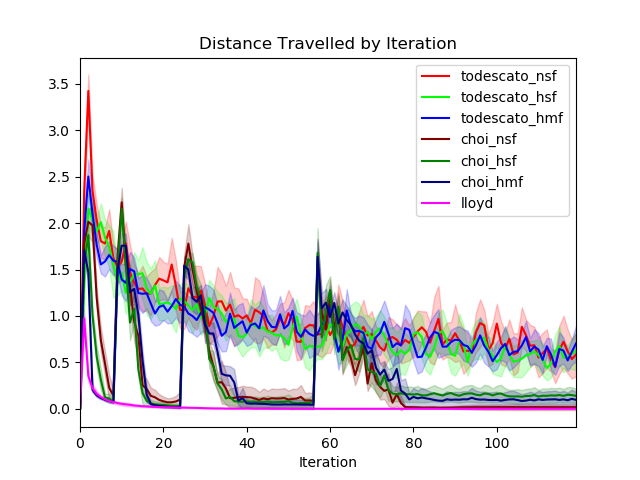 Distance Travelled by Iteration
3.5
3.0
2.5
2.0
1.5
1.0
0.5
0.0
todescato_nsf
todescato_hsf
todescato_hmf
choi_nsf
choi_hsf
choi_hmf
lloyd
0 20 40 60 80 100
Iteration